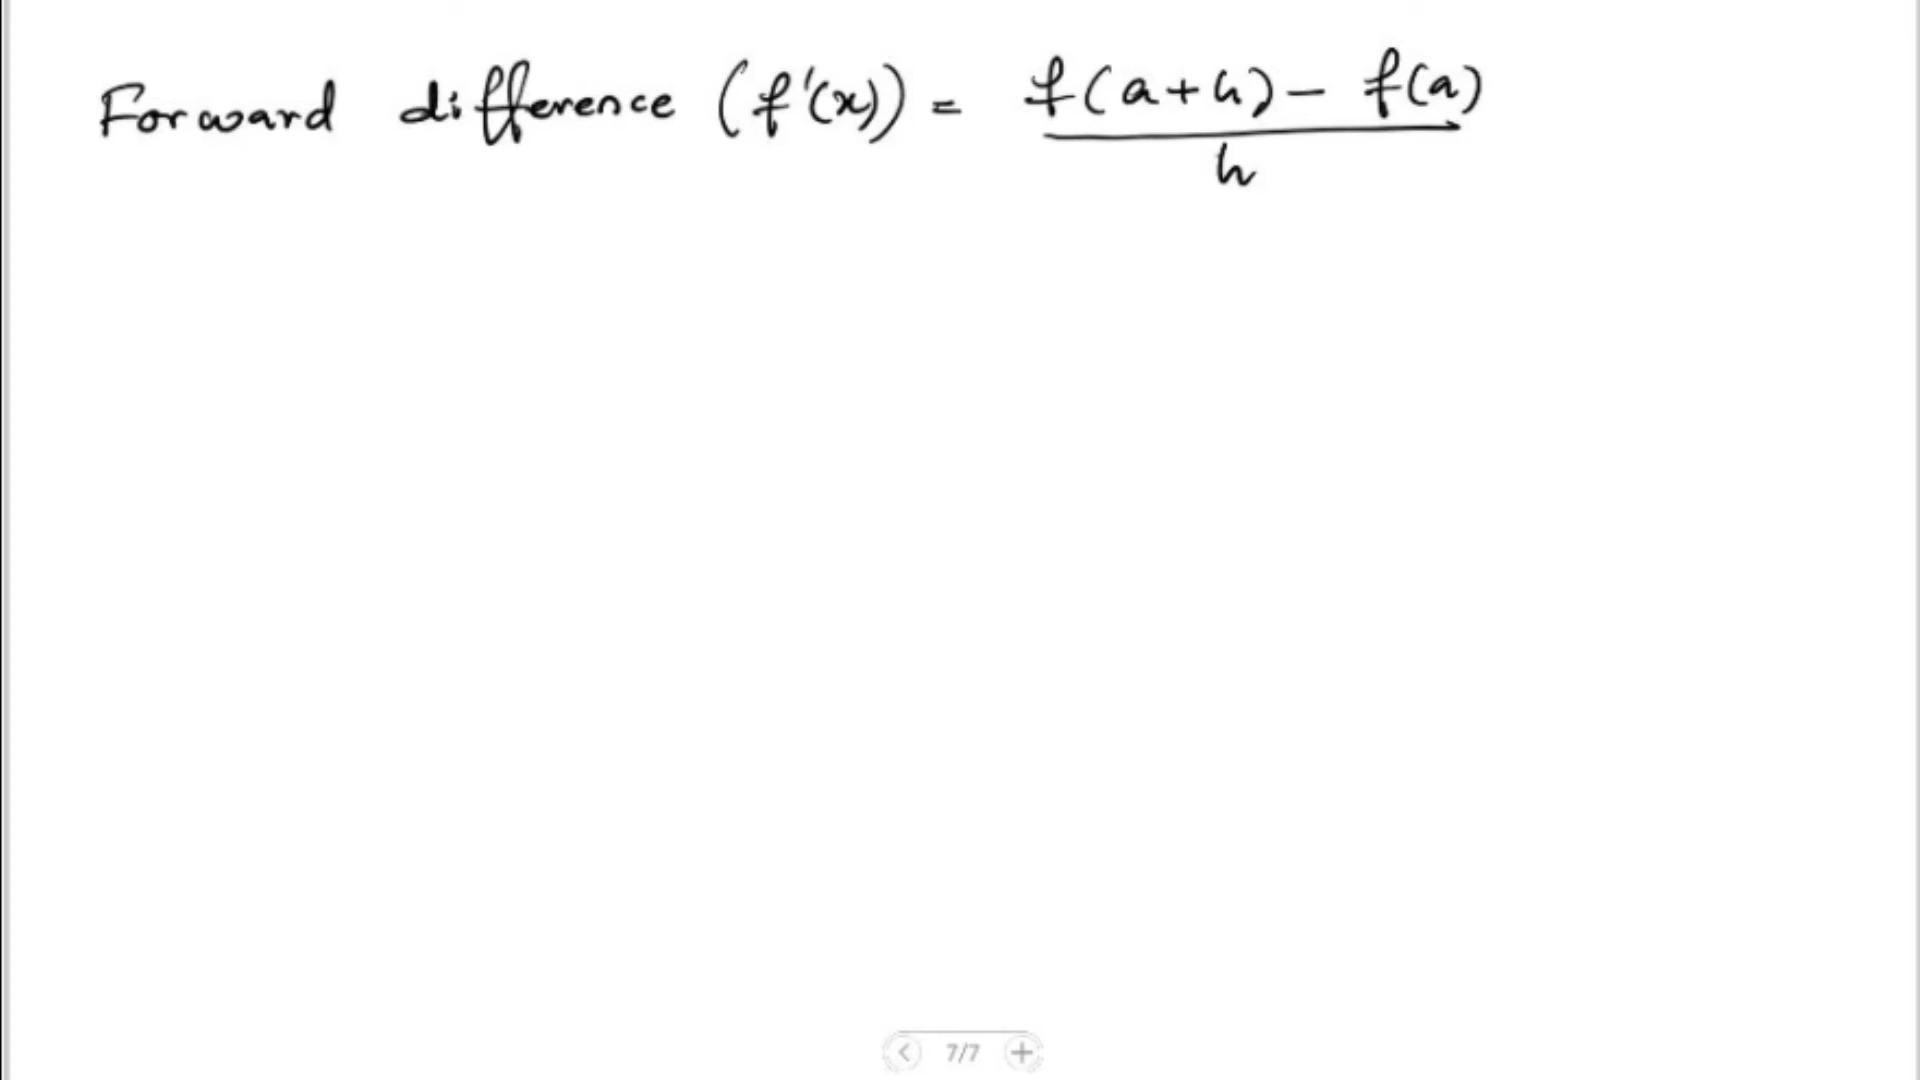 Forward difference (f'(x)) = f(a+h) - f(a)
h
7/7